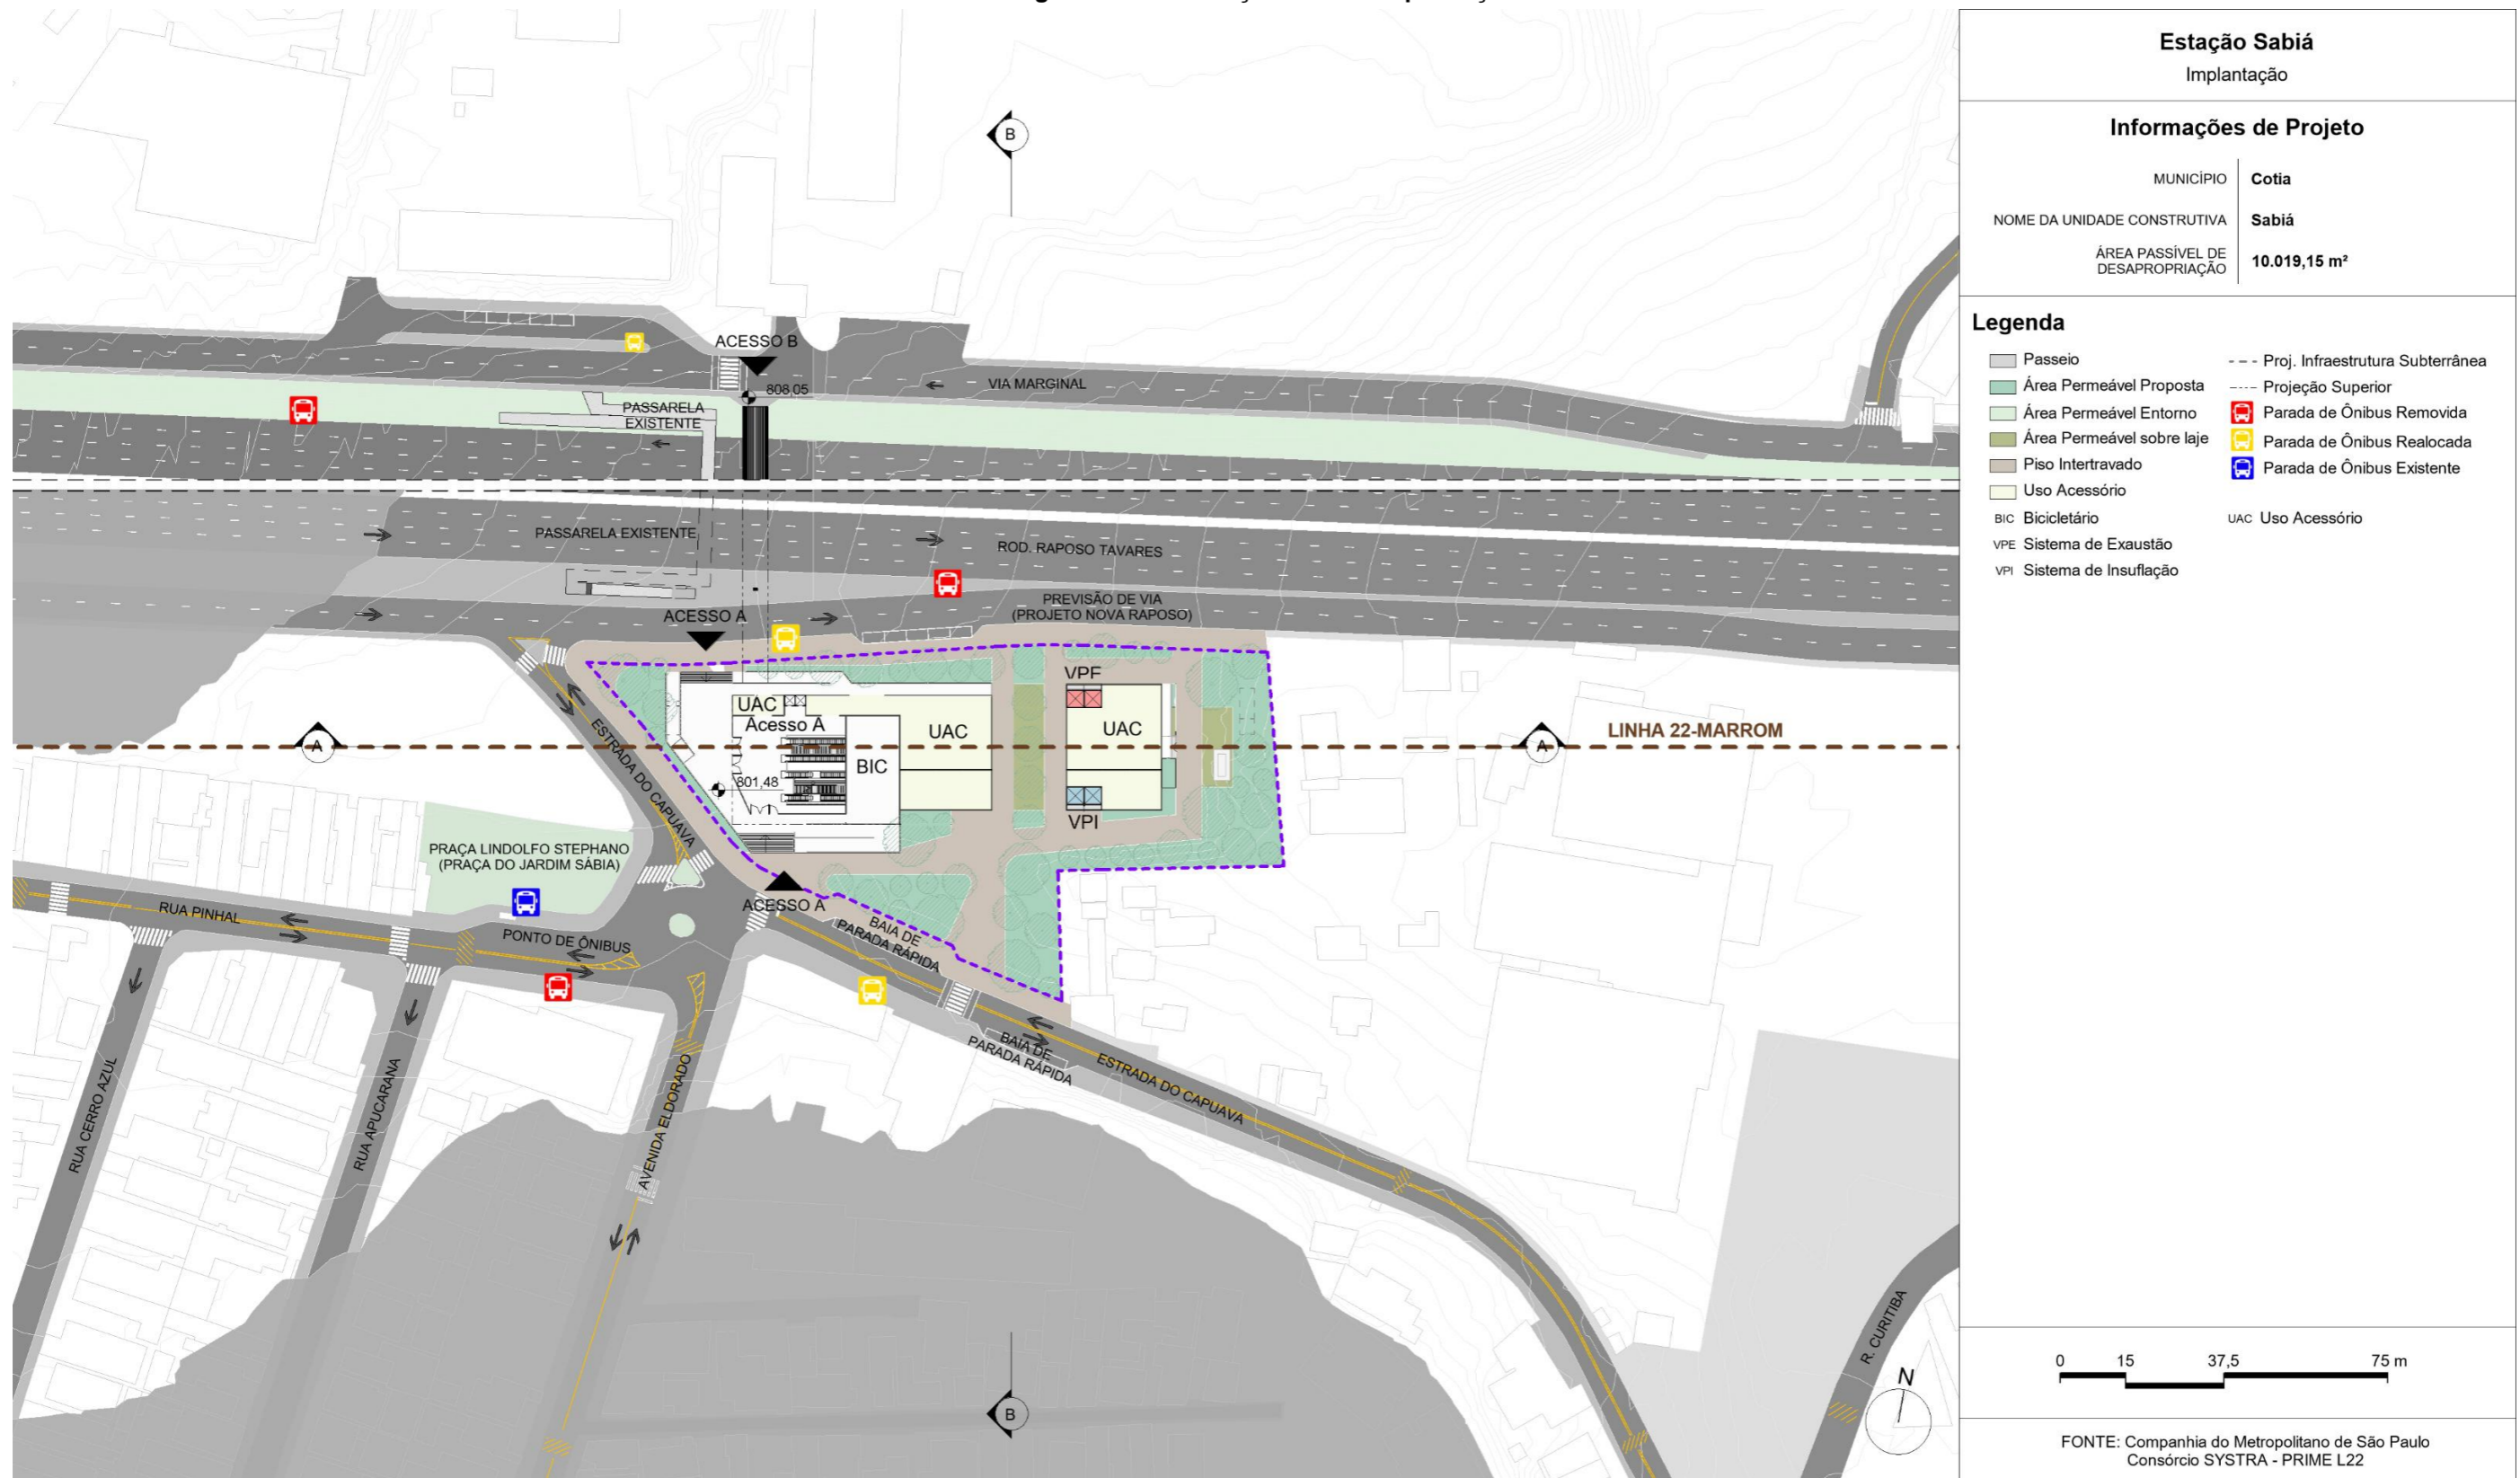 B
ACESSO B
808,05
VIA MARGINAL
PASSARELA
EXISTENTE
PASSARELA EXISTENTE
ROD. RAPOSO TAVARES
PREVISÃO DE VIA
(PROJETO NOVA RAPOSO)
ACESSO A
VPF
UAC
Acesso A
UAC
UAC
BIC
801,48
VPI
A
A
LINHA 22-MARROM
ESTRADA DO CAPUAVA
PRAÇA LINDOLFO STEPHANO
(PRAÇA DO JARDIM SÁBIA)
RUA PINHAL
PONTO DE ÔNIBUS
ACESSO A
BAIA DE
PARADA RÁPIDA
BAIA DE
PARADA RÁPIDA
ESTRADA DO CAPUAVA
RUA CERRO AZUL
RUA APUCARANA
AVENIDA ELDORADO
R. CURITIBA
B
N
Estação Sabiá
Implantação
Informações de Projeto
MUNICÍPIO Cotia
NOME DA UNIDADE CONSTRUTIVA Sabiá
ÁREA PASSÍVEL DE
DESAPROPRIAÇÃO 10.019,15 m²
Legenda
Passeio
Área Permeável Proposta
Área Permeável Entorno
Área Permeável sobre laje
Piso Intertravado
Uso Acessório
BIC Bicicletário
VPE Sistema de Exaustão
VPI Sistema de Insuflação
Proj. Infraestrutura Subterrânea
Projeção Superior
Parada de Ônibus Removida
Parada de Ônibus Realocada
Parada de Ônibus Existente
UAC Uso Acessório
0 15 37,5 75 m
FONTE: Companhia do Metropolitano de São Paulo
Consórcio SYSTRA - PRIME L22